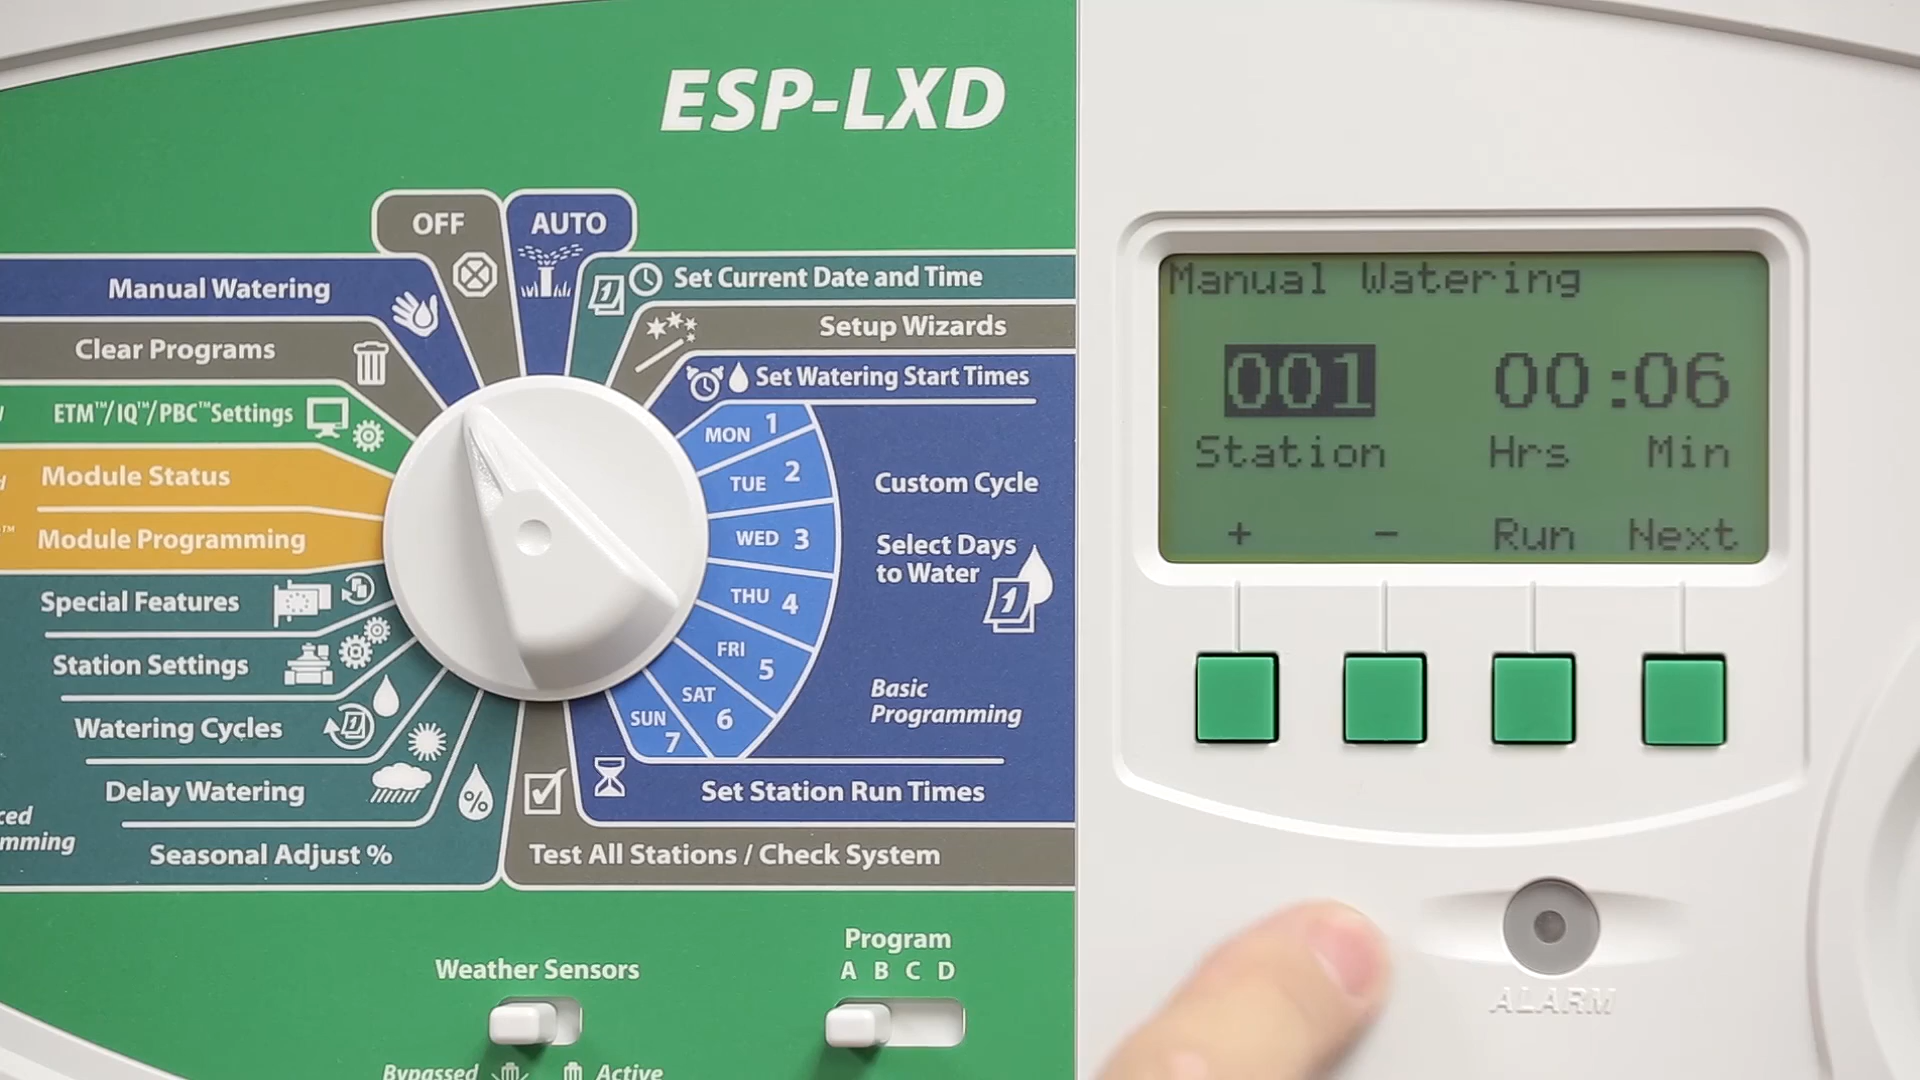 ESP-LXD
OFF
AUTO
Manual Watering
Clear Programs
ETM™/IQ™/PBC™Settings
Module Status
Module Programming
Special Features
Station Settings
Watering Cycles
Delay Watering
Seasonal Adjust %
%
Set Current Date and Time
1
Setup Wizards
Set Watering Start Times
MON 1
TUE 2
WED 3
THU 4
FRI 5
SAT 6
SUN 7
Custom Cycle
Select Days
to Water
1
Basic
Programming
Set Station Run Times
Test All Stations / Check System
Weather Sensors
Bypassed
Active
Program
A B C D
Manual Watering
001 00:06
Station Hrs Min
+ - Run Next
ALARM